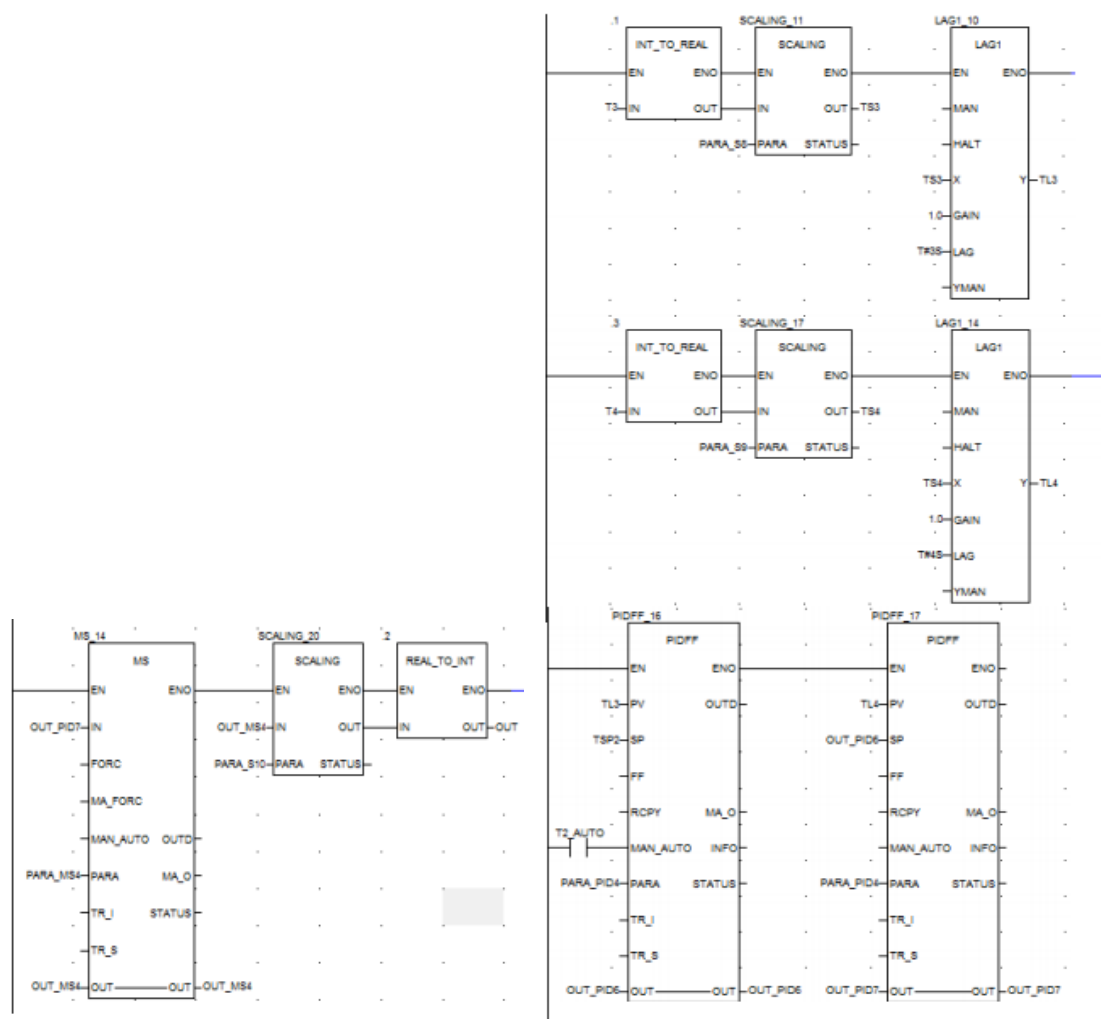 .1 SCALING_11 LAG1_10
INT_TO_REAL SCALING LAG1
EN ENO EN ENO EN ENO
T3 IN OUT IN OUT TS3 MAN
PARA_S8 PARA STATUS HALT
TS3 X Y TL3
1.0 GAIN
T#3S LAG
YMAN
.3 SCALING_17 LAG1_14
INT_TO_REAL SCALING LAG1
EN ENO EN ENO EN ENO
T4 IN OUT IN OUT TS4 MAN
PARA_S9 PARA STATUS HALT
TS4 X Y TL4
1.0 GAIN
T#4S LAG
YMAN
MS_14 SCALING_20 .2
MS SCALING REAL_TO_INT
EN ENO EN ENO EN ENO
OUT_PID7 IN OUT_MS4 IN OUT IN OUT OUT
FORC PARA_S10 PARA STATUS
MA_FORC
MAN_AUTO OUTD
PARA_MS4 PARA MA_O
TR_I STATUS
TR_S
OUT_MS4 OUT OUT OUT_MS4
PIDFF_16 PIDFF_17
PIDFF PIDFF
EN ENO EN ENO
TL3 PV OUTD TL4 PV OUTD
TSP2 SP OUT_PID6 SP
FF FF
RCPY MA_O RCPY MA_O
T2_AUTO
MAN_AUTO INFO MAN_AUTO INFO
PARA_PID4 PARA STATUS PARA_PID4 PARA STATUS
TR_I TR_I
TR_S TR_S
OUT_PID6 OUT OUT OUT_PID6 OUT_PID7 OUT OUT OUT_PID7